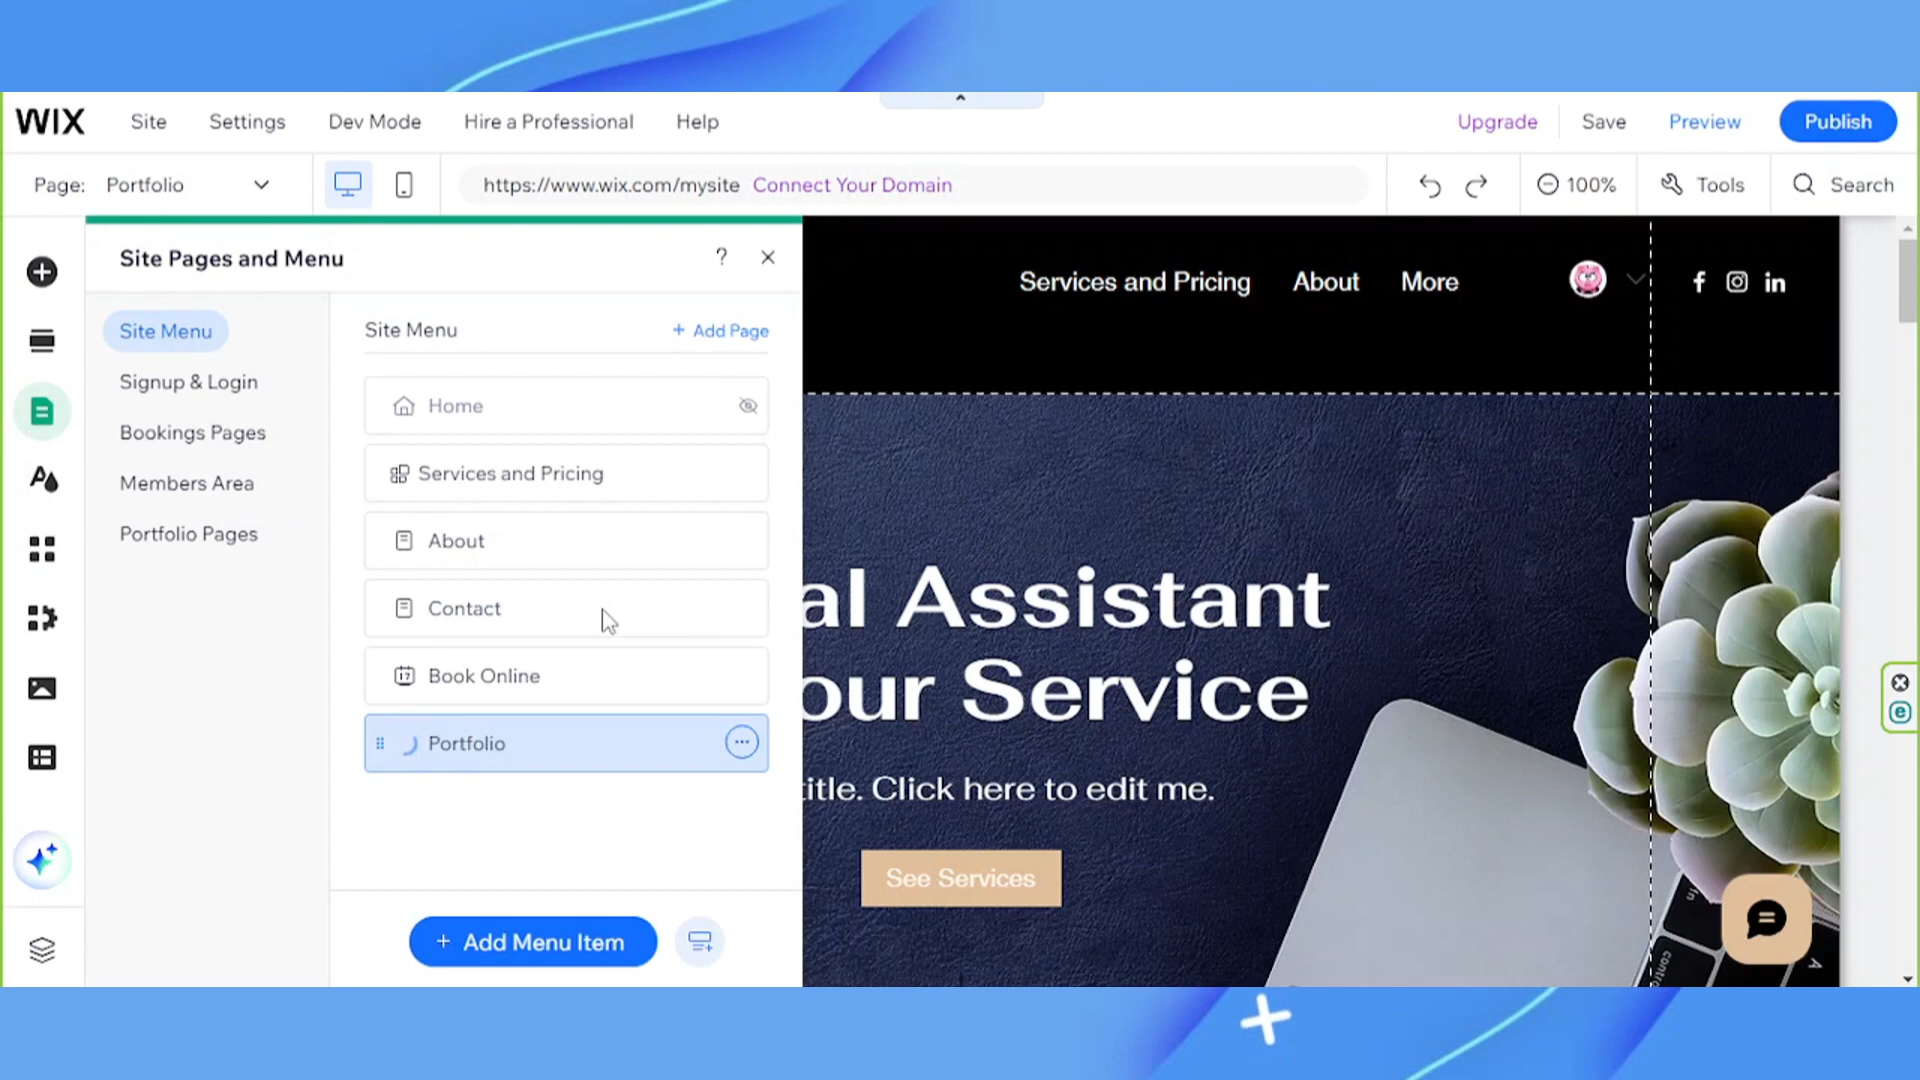 WIX
Site
Settings
Dev Mode
Hire a Professional
Help
Upgrade
Save
Preview
Publish
Page: Portfolio
https://www.wix.com/mysite Connect Your Domain
100%
Tools
Search
Site Pages and Menu
?
Site Menu
Signup & Login
Bookings Pages
Members Area
Portfolio Pages
Site Menu
+ Add Page
Home
Services and Pricing
About
Contact
17 Book Online
Portfolio
+ Add Menu Item
Services and Pricing
About
More
al Assistant
our Service
title. Click here to edit me.
See Services
A